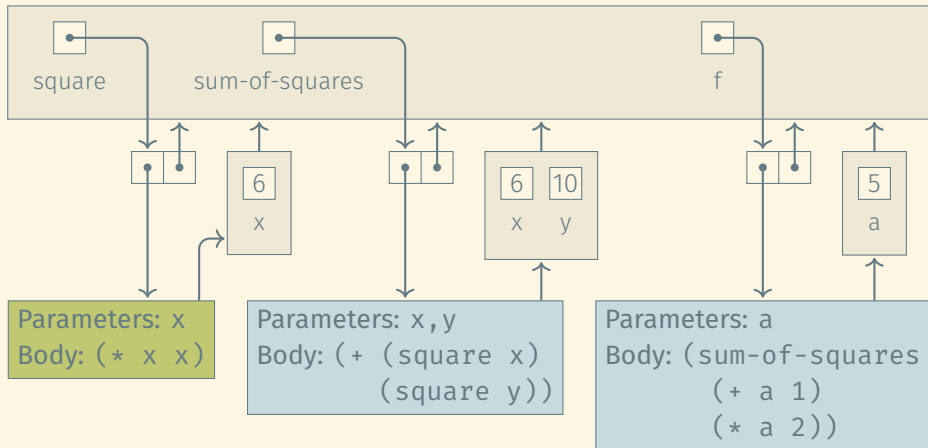 square
sum-of-squares
f
6
x
6 10
x y
5
a
Parameters: x
Body: (* x x)
Parameters: x,y
Body: (+ (square x)
(square y))
Parameters: a
Body: (sum-of-squares
(+ a 1)
(* a 2))